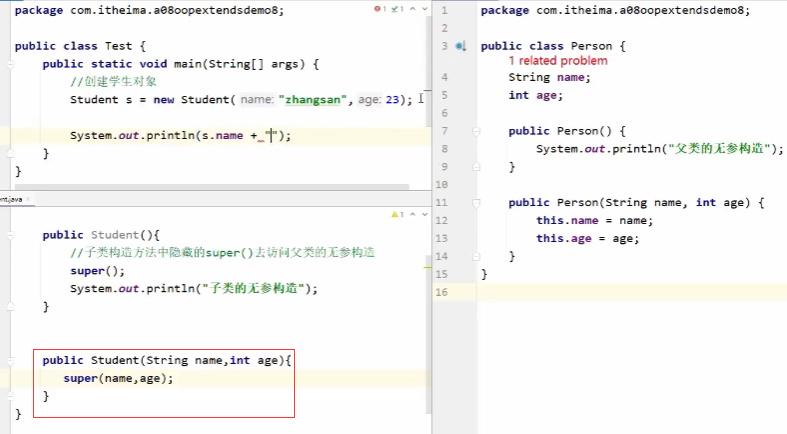 package com.itheima.a08oopextendsdemo8;
public class Test {
public static void main(String[] args) {
//创建学生对象
Student s = new Student( name: "zhangsan", age: 23);
System.out.println(s.name + "");
}
}
ent.java
public Student(){
//子类构造方法中隐藏的super()去访问父类的无参构造
super();
System.out.println("子类的无参构造");
}
public Student(String name,int age){
super(name,age);
}
}
1 package com.itheima.a08oopextendsdemo8;
2
3 public class Person {
1 related problem
4 String name;
5 int age;
6
7 public Person() {
8 System.out.println("父类的无参构造");
9 }
10
11 public Person(String name, int age) {
12 this.name = name;
13 this.age = age;
14 }
15 }
16